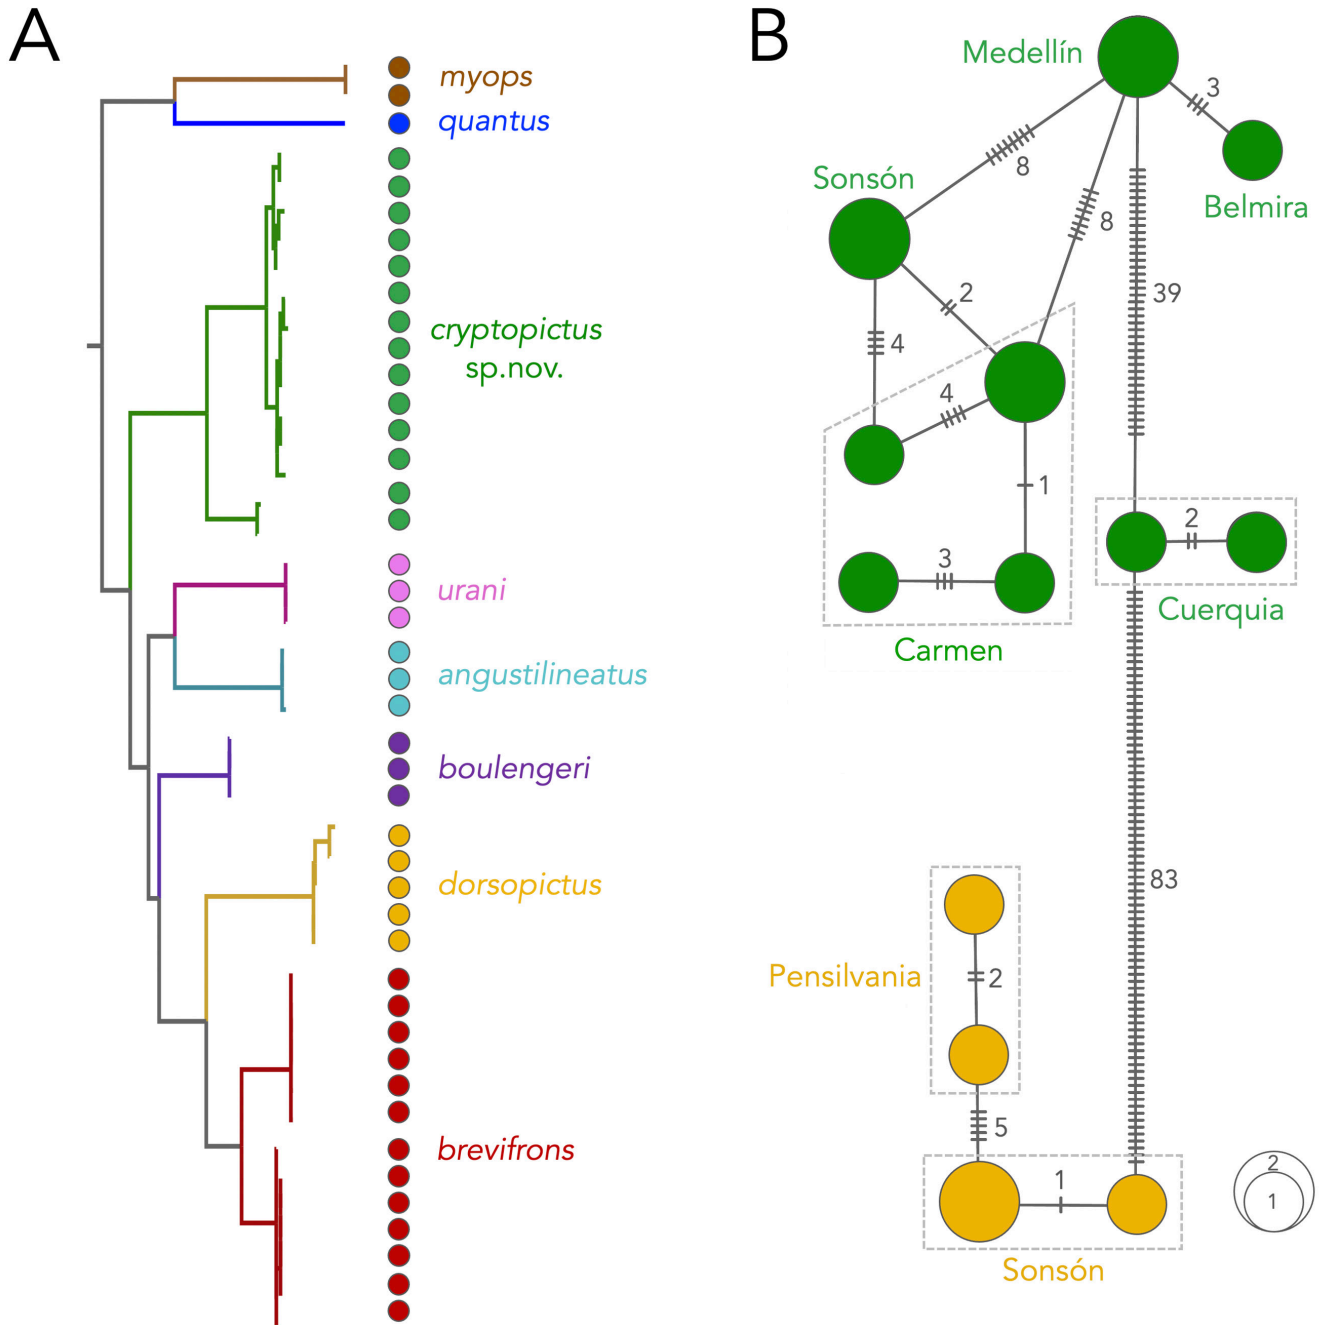 A
myops
quantus
cryptopictus
sp.nov.
urani
angustilineatus
boulengeri
dorsopictus
brevifrons
B
Medellín
3
8
Sonsón
Belmira
8
2
39
4
4
1
2
3
Cuerquia
Carmen
83
Pensilvania
2
5
1
2
1
Sonsón